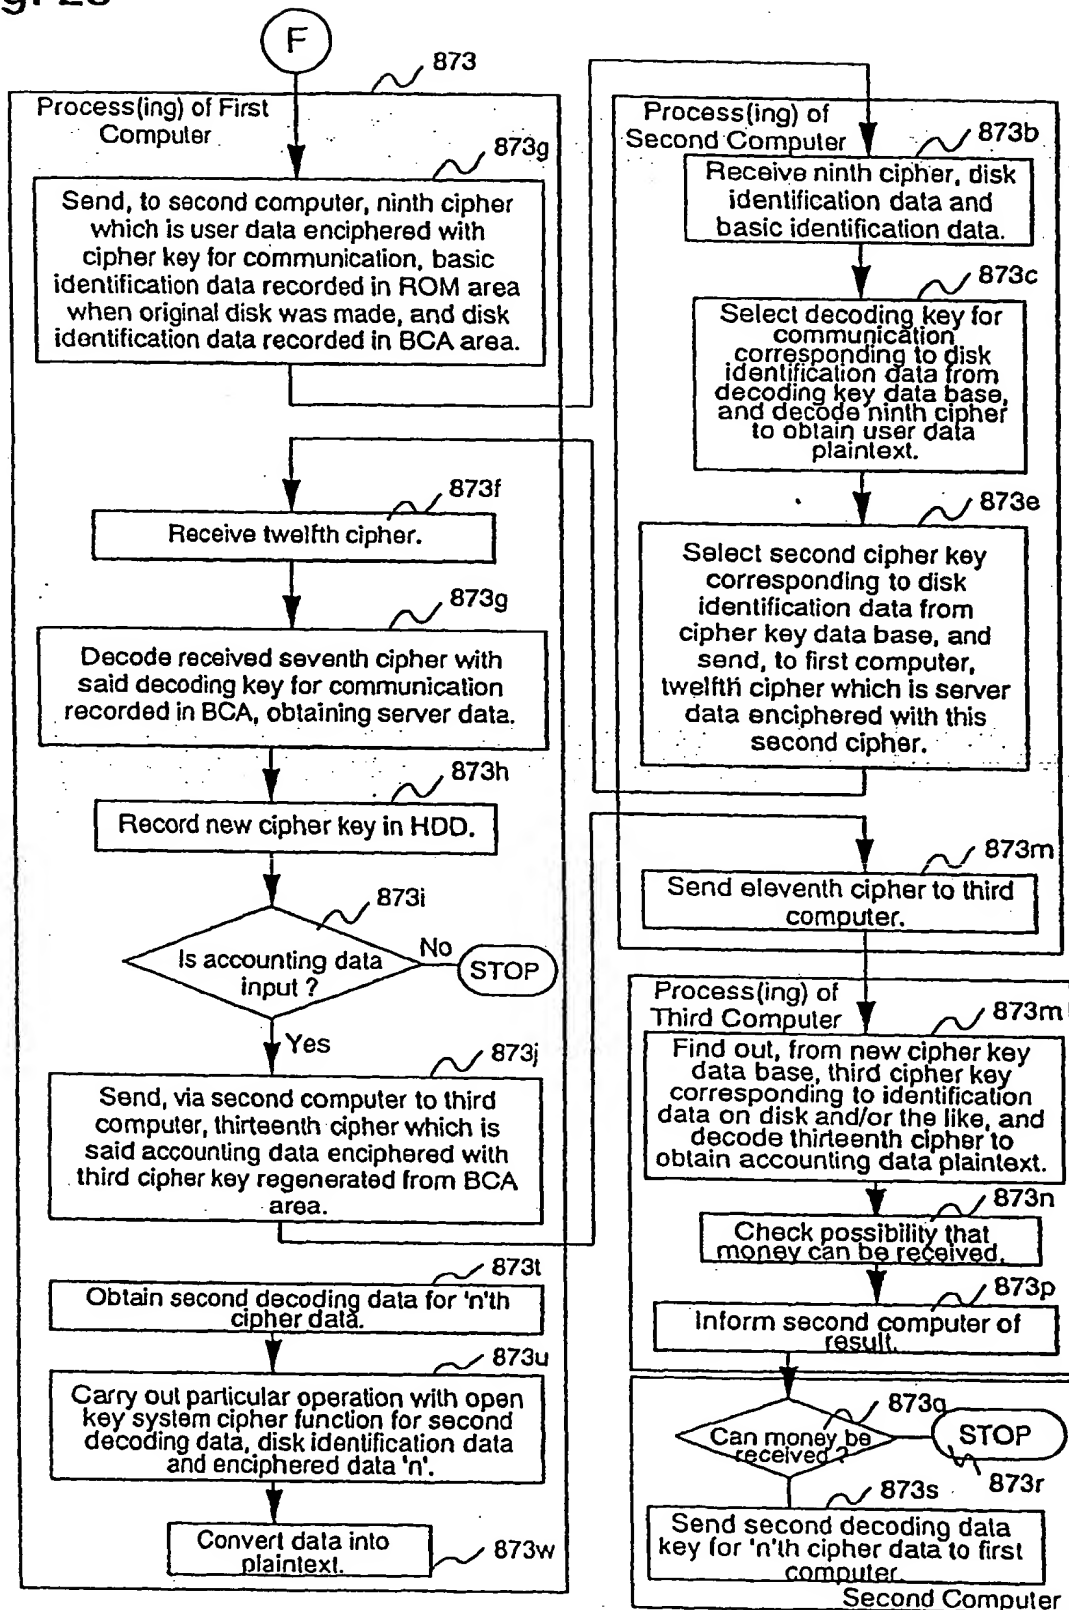 F
873
Process(ing) of First
Computer
873g
Send, to second computer, ninth cipher
which is user data enciphered with
cipher key for communication, basic
identification data recorded in ROM area
when original disk was made, and disk
identification data recorded in BCA area.
873f
Receive twelfth cipher.
873g
Decode received seventh cipher with
said decoding key for communication
recorded in BCA, obtaining server data.
873h
Record new cipher key in HDD.
873i
Is accounting data
input ?
No
STOP
Yes
873j
Send, via second computer to third
computer, thirteenth cipher which is
said accounting data enciphered with
third cipher key regenerated from BCA
area.
873t
Obtain second decoding data for 'n'th
cipher data.
873u
Carry out particular operation with open
key system cipher function for second
decoding data, disk identification data
and enciphered data 'n'.
Convert data into
plaintext.
873w
Process(ing) of
Second Computer
873b
Receive ninth cipher, disk
identification data and
basic identification data.
873c
Select decoding key for
communication
corresponding to disk
identification data from
decoding key data base,
and decode ninth cipher
to obtain user data
plaintext.
873e
Select second cipher key
corresponding to disk
identification data from
cipher key data base, and
send, to first computer,
twelfth cipher which is server
data enciphered with this
second cipher.
873m
Send eleventh cipher to third
computer.
Process(ing) of
Third Computer
873m
Find out, from new cipher key
data base, third cipher key
corresponding to identification
data on disk and/or the like, and
decode thirteenth cipher to
obtain accounting data plaintext.
873n
Check possibility that
money can be received.
873p
Inform second computer of
result.
873q
Can money be
received ?
STOP
873r
873s
Send second decoding data
key for 'n'th cipher data to first
computer.
Second Computer